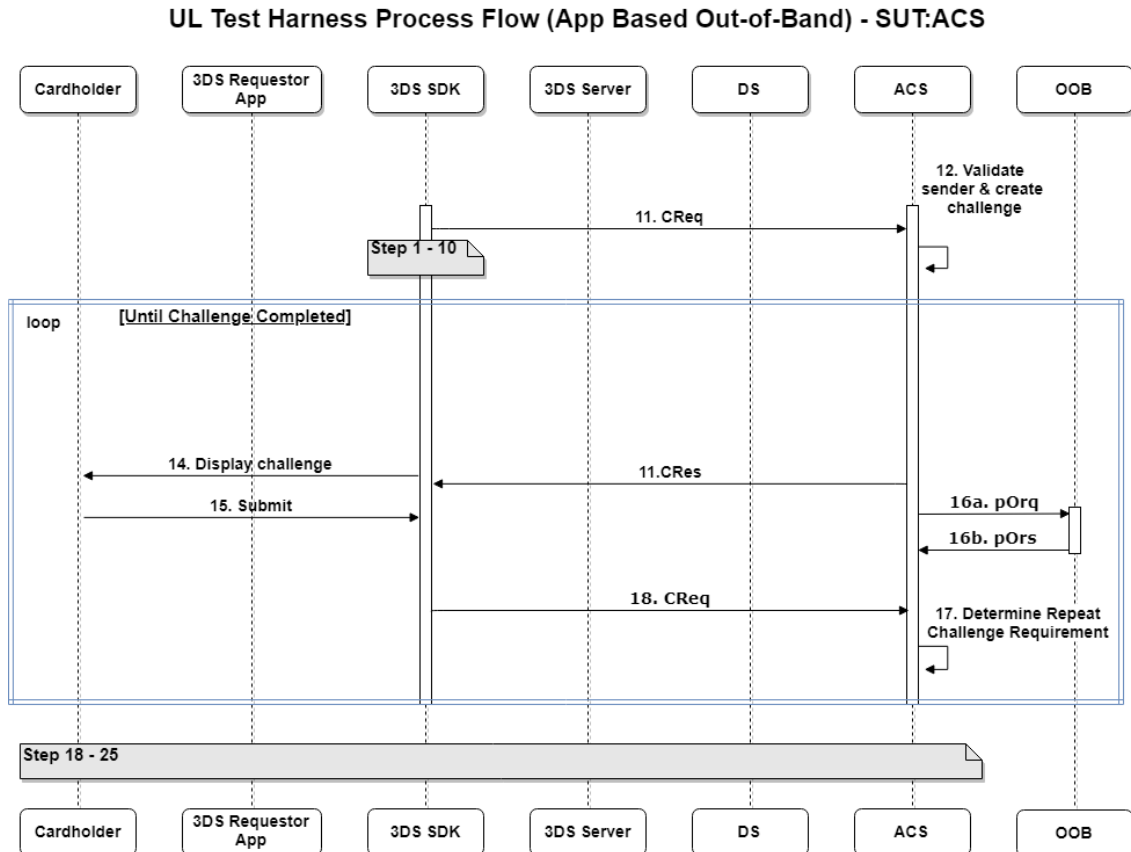 UL Test Harness Process Flow (App Based Out-of-Band) - SUT:ACS
Cardholder
3DS Requestor
App
3DS SDK
3DS Server
DS
ACS
OOB
12. Validate
sender & create
challenge
11. CReq
Step 1 - 10
loop
[Until Challenge Completed]
14. Display challenge
11.CRes
15. Submit
16a. pOrq
16b. pOrs
18. CReq
17. Determine Repeat
Challenge Requirement
Step 18 - 25
Cardholder
3DS Requestor
App
3DS SDK
3DS Server
DS
ACS
OOB